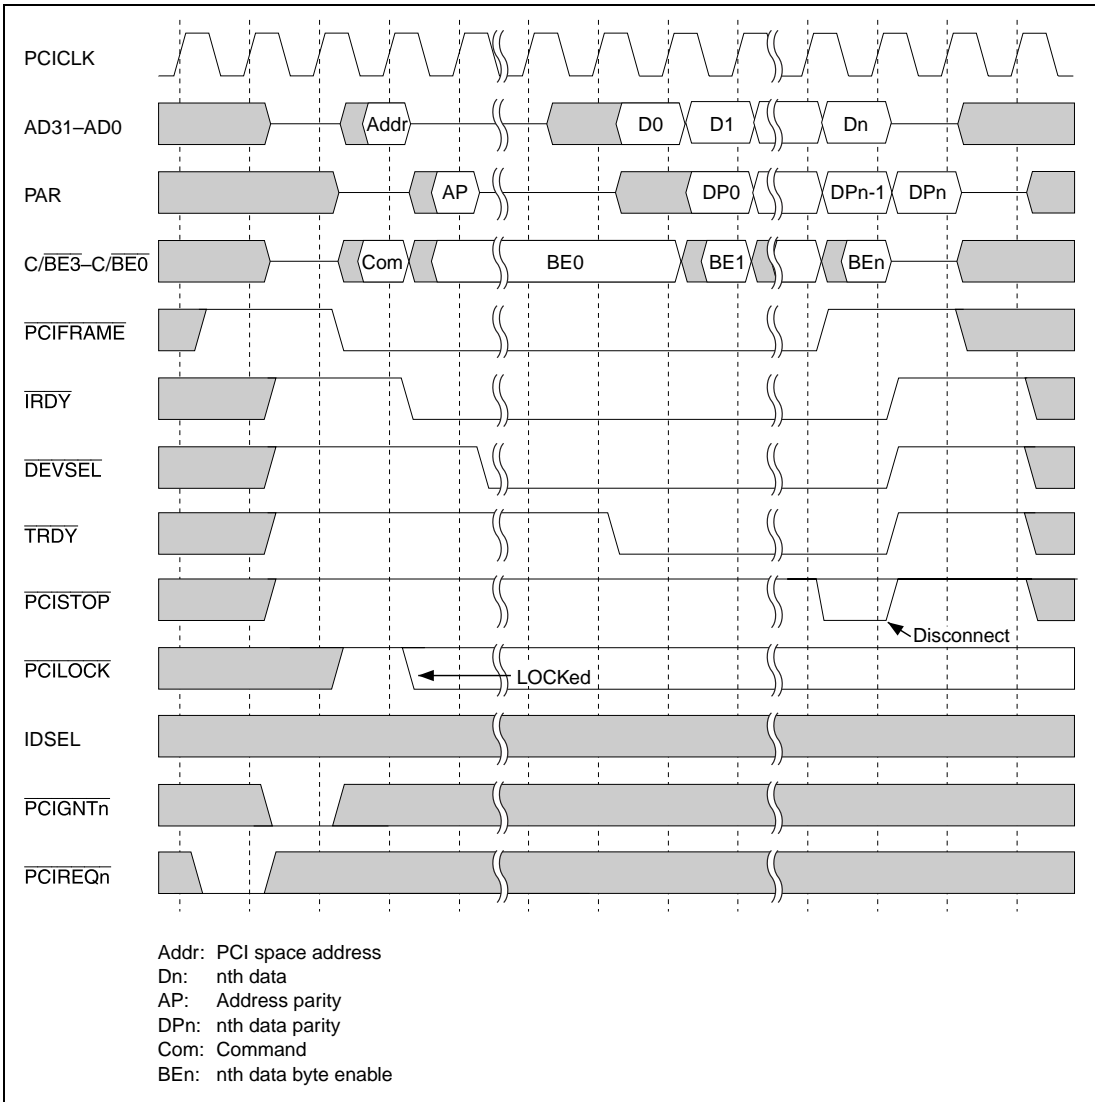 PCICLK
AD31–AD0 Addr D0 D1 Dn
PAR AP DP0 DPn-1 DPn
C/BE3–C/BE0 Com BE0 BE1 BEn
PCIFRAME
IRDY
DEVSEL
TRDY
PCISTOP
Disconnect
PCILOCK
LOCKed
IDSEL
PCIGNTn
PCIREQn
Addr: PCI space address
Dn: nth data
AP: Address parity
DPn: nth data parity
Com: Command
BEn: nth data byte enable